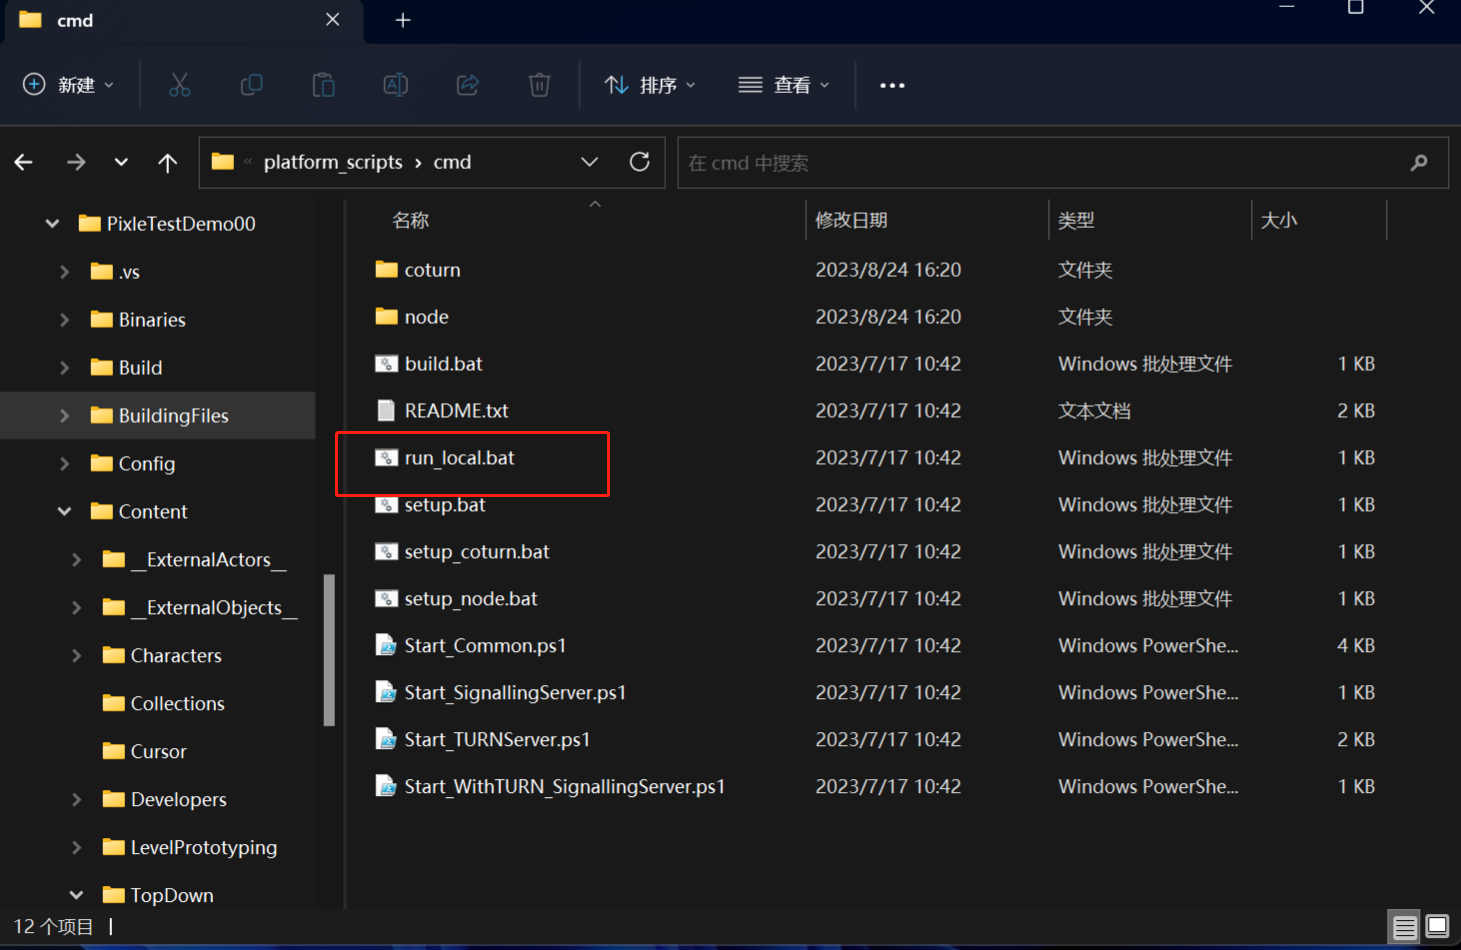 cmd
新建
排序
查看
« platform_scripts › cmd
在 cmd 中搜索
PixleTestDemo00
.vs
Binaries
Build
BuildingFiles
Config
Content
__ExternalActors__
__ExternalObjects__
Characters
Collections
Cursor
Developers
LevelPrototyping
TopDown
名称 修改日期 类型 大小
coturn 2023/8/24 16:20 文件夹
node 2023/8/24 16:20 文件夹
build.bat 2023/7/17 10:42 Windows 批处理文件 1 KB
README.txt 2023/7/17 10:42 文本文档 2 KB
run_local.bat 2023/7/17 10:42 Windows 批处理文件 1 KB
setup.bat 2023/7/17 10:42 Windows 批处理文件 1 KB
setup_coturn.bat 2023/7/17 10:42 Windows 批处理文件 1 KB
setup_node.bat 2023/7/17 10:42 Windows 批处理文件 1 KB
Start_Common.ps1 2023/7/17 10:42 Windows PowerShe... 4 KB
Start_SignallingServer.ps1 2023/7/17 10:42 Windows PowerShe... 1 KB
Start_TURNServer.ps1 2023/7/17 10:42 Windows PowerShe... 2 KB
Start_WithTURN_SignallingServer.ps1 2023/7/17 10:42 Windows PowerShe... 1 KB
12 个项目